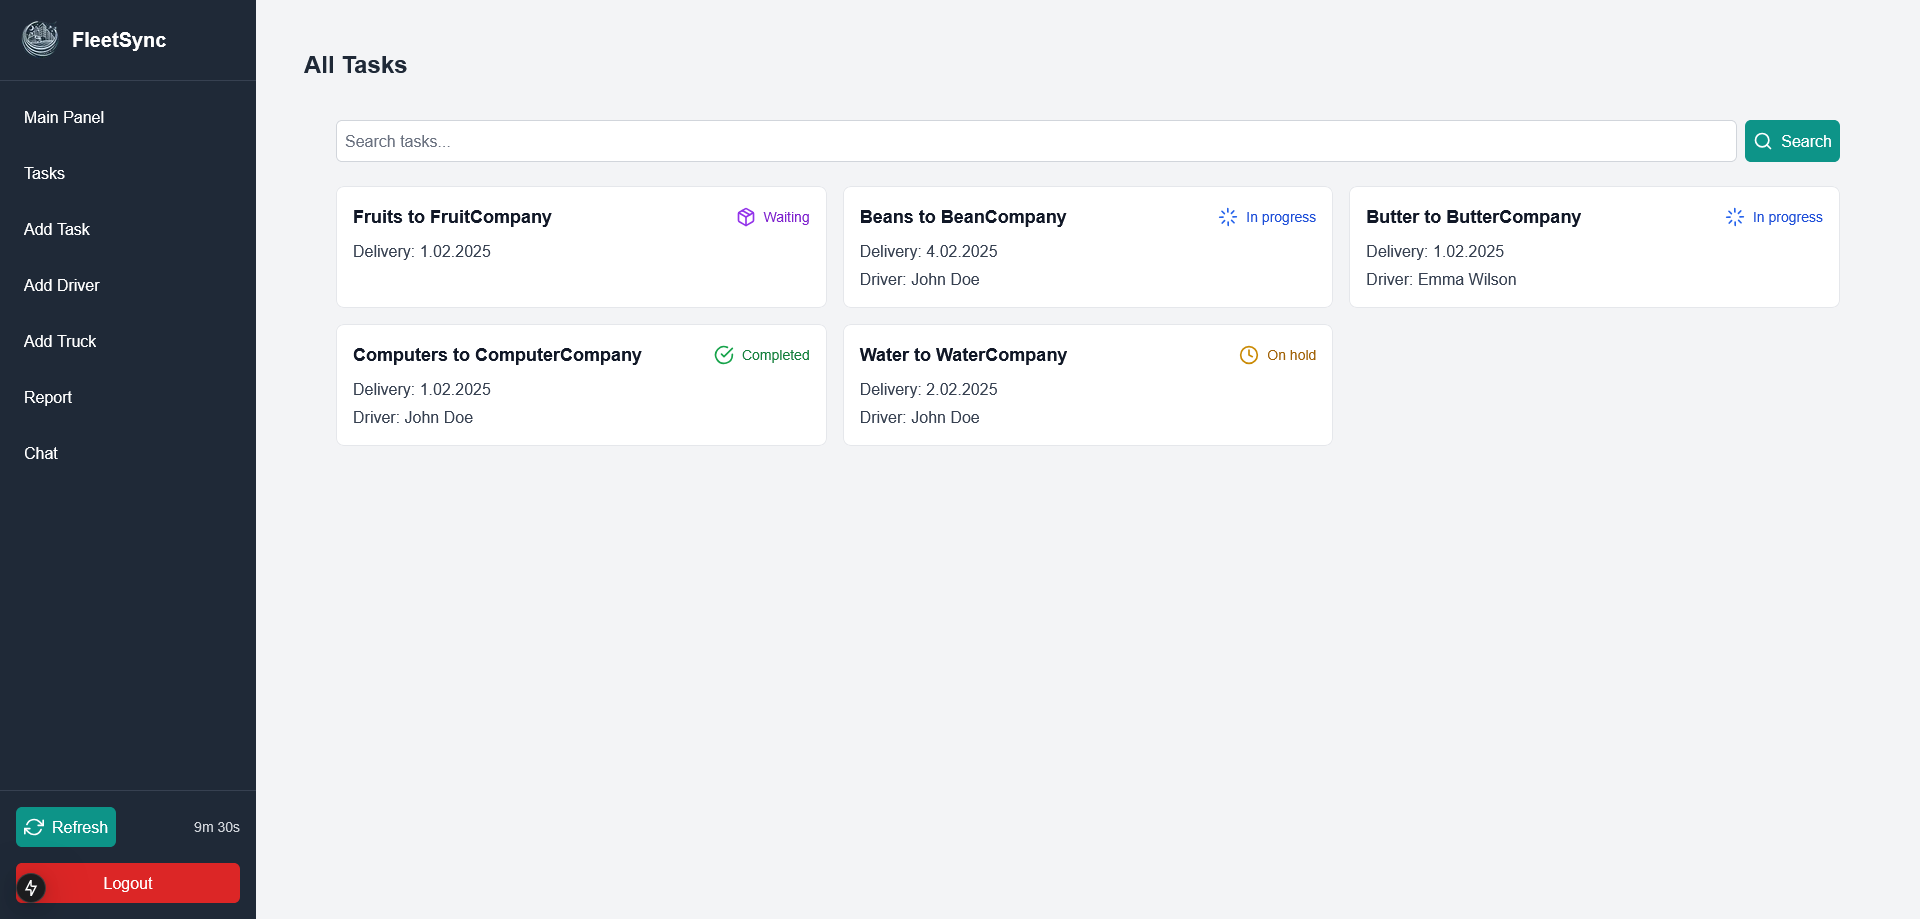 FleetSync
Main Panel
Tasks
Add Task
Add Driver
Add Truck
Report
Chat
Refresh
9m 30s
Logout
All Tasks
Search tasks...
Search
Fruits to FruitCompany
Waiting
Delivery: 1.02.2025
Beans to BeanCompany
In progress
Delivery: 4.02.2025
Driver: John Doe
Butter to ButterCompany
In progress
Delivery: 1.02.2025
Driver: Emma Wilson
Computers to ComputerCompany
Completed
Delivery: 1.02.2025
Driver: John Doe
Water to WaterCompany
On hold
Delivery: 2.02.2025
Driver: John Doe